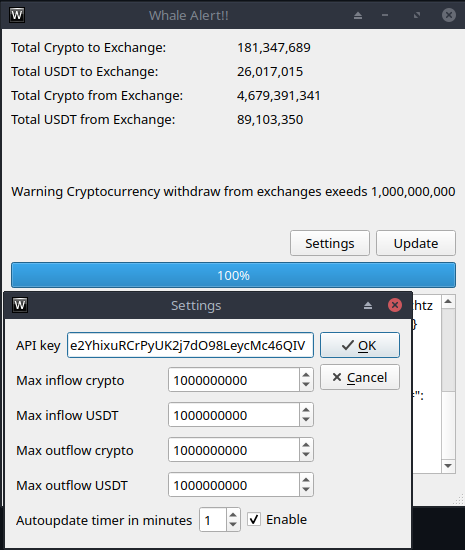 W Whale Alert!!
Total Crypto to Exchange: 181,347,689
Total USDT to Exchange: 26,017,015
Total Crypto from Exchange: 4,679,391,341
Total USDT from Exchange: 89,103,350
Warning Cryptocurrency withdraw from exchanges exeeds 1,000,000,000
Settings Update
100%
W Settings
API key e2YhixuRCrPyUK2j7dO98LeycMc46QIV OK
Max inflow crypto 1000000000 Cancel
Max inflow USDT 1000000000
Max outflow crypto 1000000000
Max outflow USDT 1000000000
Autoupdate timer in minutes 1 Enable